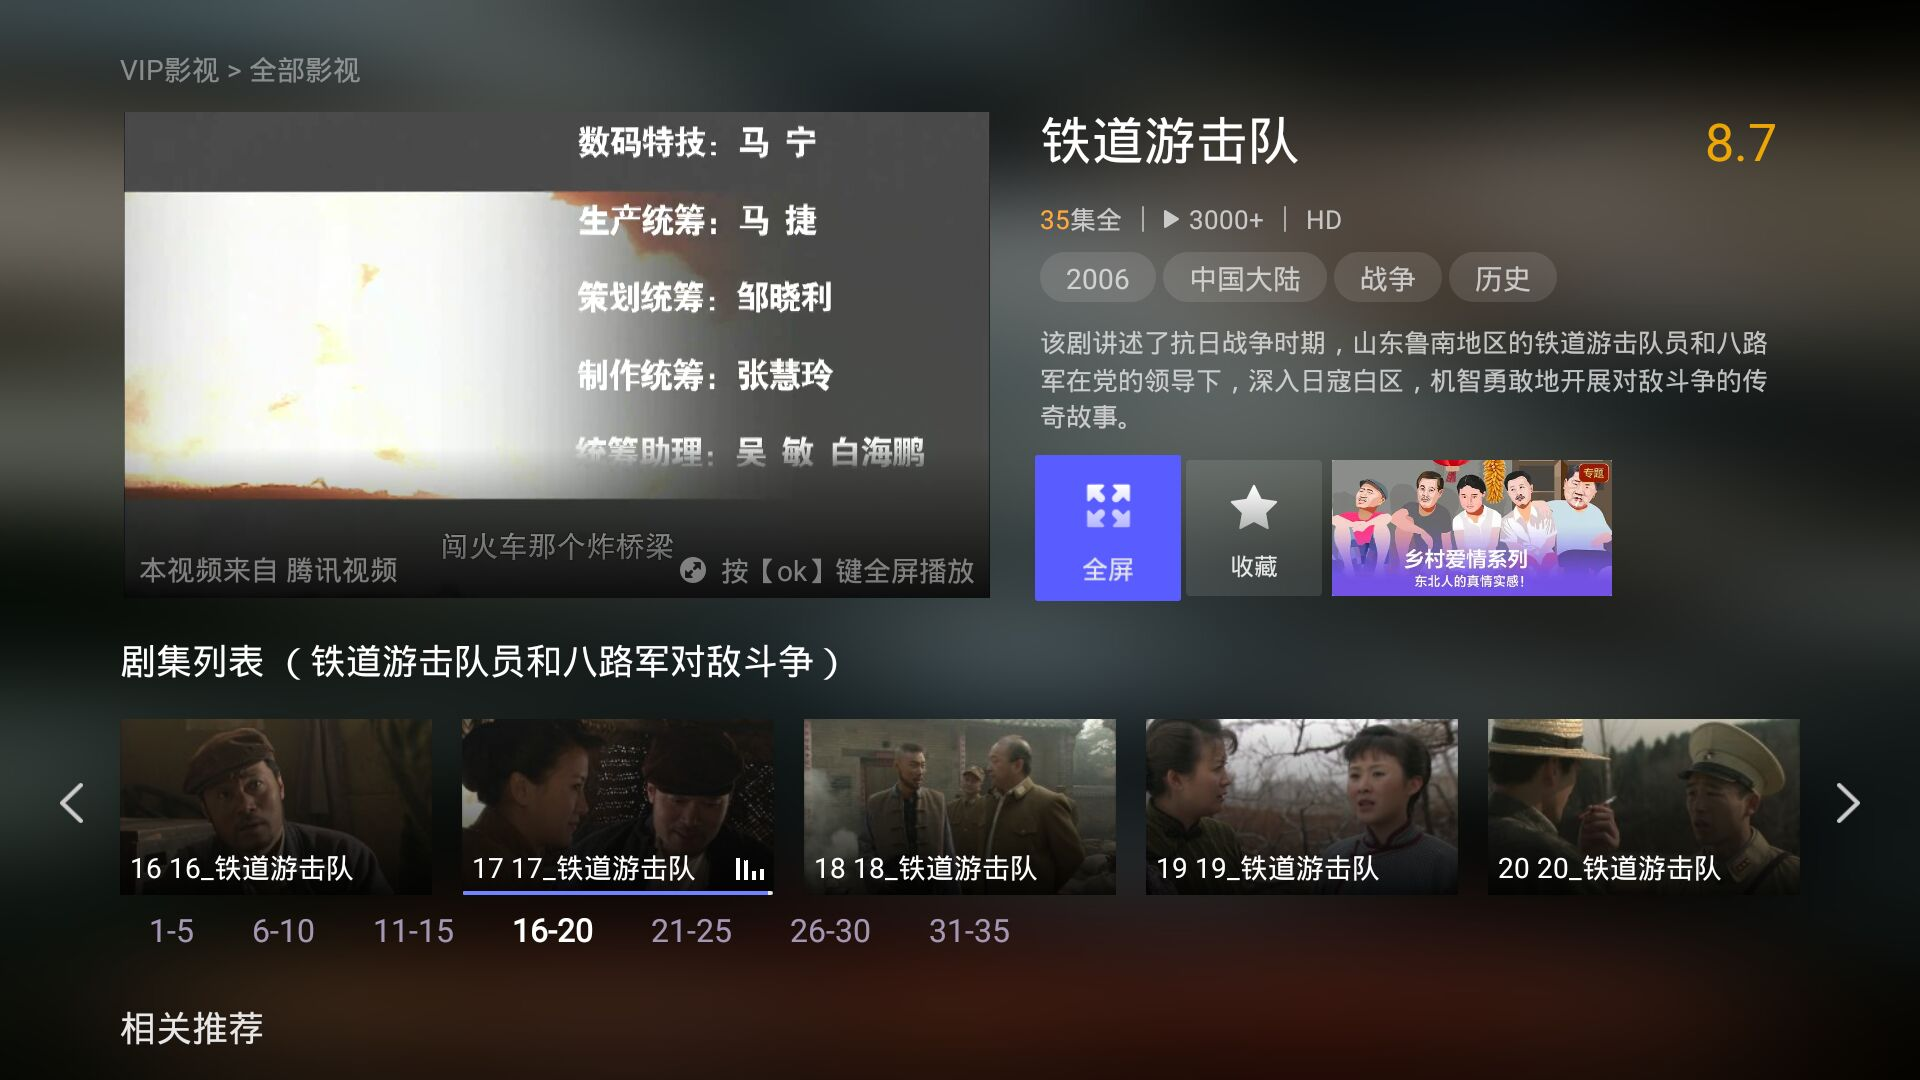 VIP影视 > 全部影视
数码特技：马 宁
生产统筹：马 捷
策划统筹：邹晓利
制作统筹：张慧玲
统筹助理：吴 敏 白海鹏
闯火车那个炸桥梁
本视频来自 腾讯视频
按【ok】键全屏播放
铁道游击队
8.7
35集全 | 3000+ | HD
2006 中国大陆 战争 历史
该剧讲述了抗日战争时期，山东鲁南地区的铁道游击队员和八路
军在党的领导下，深入日寇白区，机智勇敢地开展对敌斗争的传
奇故事。
全屏
收藏
专题
乡村爱情系列
东北人的真情实感！
剧集列表 （铁道游击队员和八路军对敌斗争）
16 16_铁道游击队
17 17_铁道游击队
18 18_铁道游击队
19 19_铁道游击队
20 20_铁道游击队
1-5 6-10 11-15 16-20 21-25 26-30 31-35
相关推荐